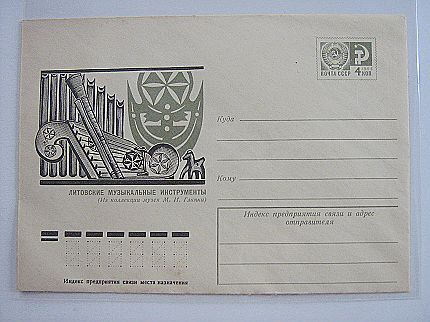 ПОЧТА СССР
1966
4 КОП.
Куда
ЛИТОВСКИЕ МУЗЫКАЛЬНЫЕ ИНСТРУМЕНТЫ
(Из коллекции музея М. И. Глинки)
Кому
Индекс предприятия связи и адрес
отправителя
Индекс предприятия связи места назначения